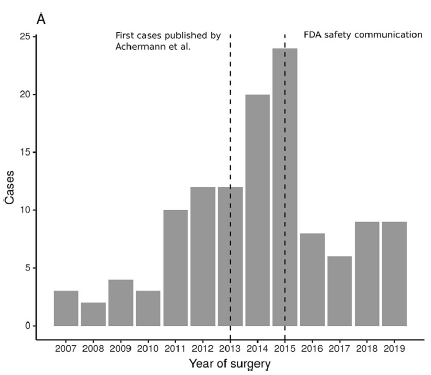 A
First cases published by
Achermann et al.
FDA safety communication
25
20
15
10
5
0
Cases
2007 2008 2009 2010 2011 2012 2013 2014 2015 2016 2017 2018 2019
Year of surgery